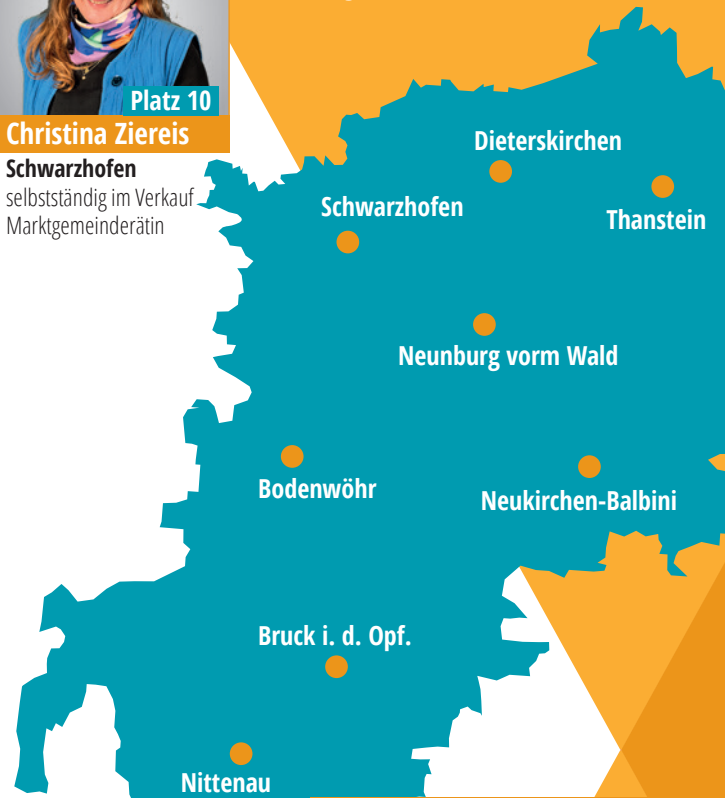 Platz 10
Christina Ziereis
Schwarzhofen
selbstständig im Verkauf
Marktgemeinderätin
Dieterskirchen
Thanstein
Schwarzhofen
Neunburg vorm Wald
Bodenwöhr
Neukirchen-Balbini
Bruck i. d. Opf.
Nittenau